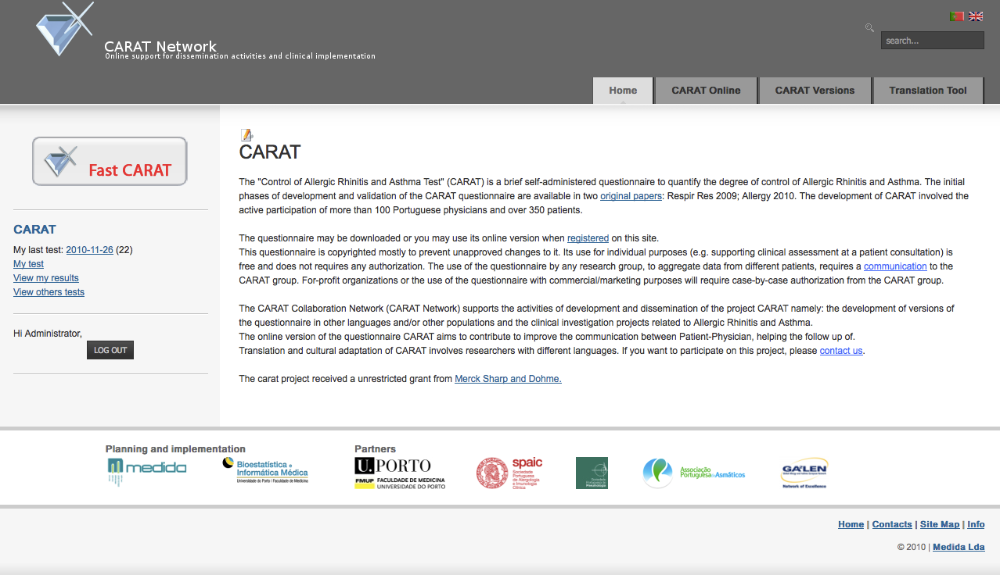 CARAT Network
Online support for dissemination activities and clinical implementation
search...
Home
CARAT Online
CARAT Versions
Translation Tool
Fast CARAT
CARAT
My last test: 2010-11-26 (22)
My test
View my results
View others tests
Hi Administrator,
LOG OUT
CARAT
The "Control of Allergic Rhinitis and Asthma Test" (CARAT) is a brief self-administered questionnaire to quantify the degree of control of Allergic Rhinitis and Asthma. The initial
phases of development and validation of the CARAT questionnaire are available in two original papers: Respir Res 2009; Allergy 2010. The development of CARAT involved the
active participation of more than 100 Portuguese physicians and over 350 patients.
The questionnaire may be downloaded or you may use its online version when registered on this site.
This questionnaire is copyrighted mostly to prevent unapproved changes to it. Its use for individual purposes (e.g. supporting clinical assessment at a patient consultation) is
free and does not requires any authorization. The use of the questionnaire by any research group, to aggregate data from different patients, requires a communication to the
CARAT group. For-profit organizations or the use of the questionnaire with commercial/marketing purposes will require case-by-case authorization from the CARAT group.
The CARAT Collaboration Network (CARAT Network) supports the activities of development and dissemination of the project CARAT namely: the development of versions of
the questionnaire in other languages and/or other populations and the clinical investigation projects related to Allergic Rhinitis and Asthma.
The online version of the questionnaire CARAT aims to contribute to improve the communication between Patient-Physician, helping the follow up of.
Translation and cultural adaptation of CARAT involves researchers with different languages. If you want to participate on this project, please contact us.
The carat project received a unrestricted grant from Merck Sharp and Dohme.
Planning and implementation
Partners
medida
Bioestatística e
Informática Médica
Universidade do Porto | Faculdade de Medicina
U.PORTO
FMUP FACULDADE DE MEDICINA
UNIVERSIDADE DO PORTO
spaic
Sociedade
Portuguesa
de Alergologia
e Imunologia
Clínica
Associação
Portuguesa de Asmáticos
GA²LEN
Network of Excellence
Home | Contacts | Site Map | Info
© 2010 | Medida Lda